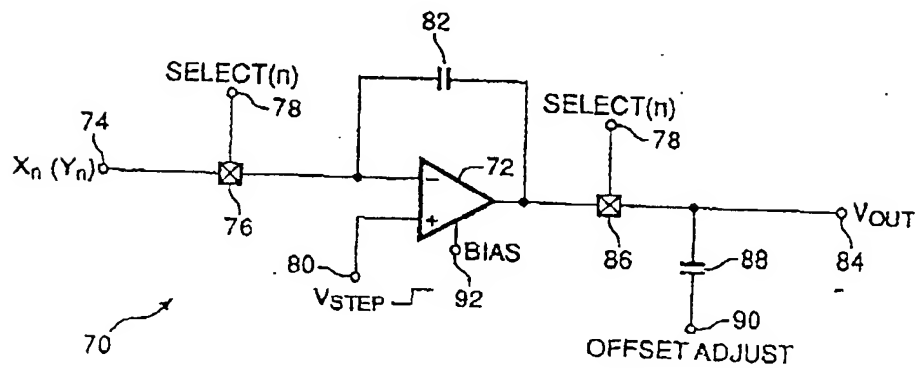 82
SELECT(n)
78
SELECT(n)
78
74
Xn (Yn)
76
72
-
+
80
VSTEP
BIAS
92
86
VOUT
84
88
90
OFFSET ADJUST
70